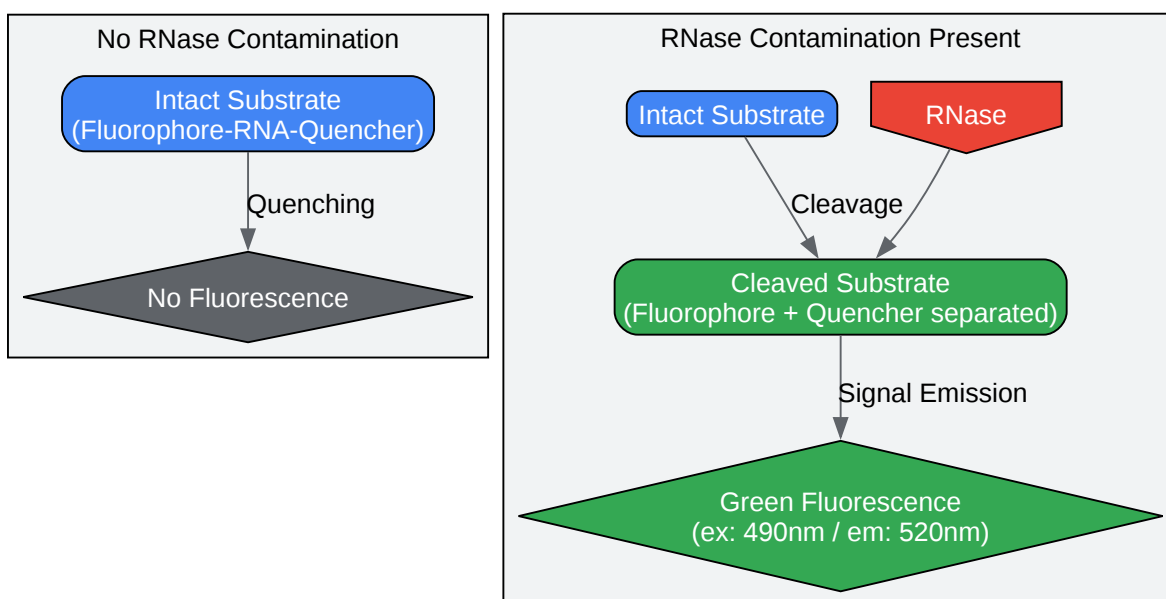 No RNase Contamination
Intact Substrate
(Fluorophore-RNA-Quencher)
Quenching
No Fluorescence
RNase Contamination Present
Intact Substrate
RNase
Cleavage
Cleaved Substrate
(Fluorophore + Quencher separated)
Signal Emission
Green Fluorescence
(ex: 490nm / em: 520nm)